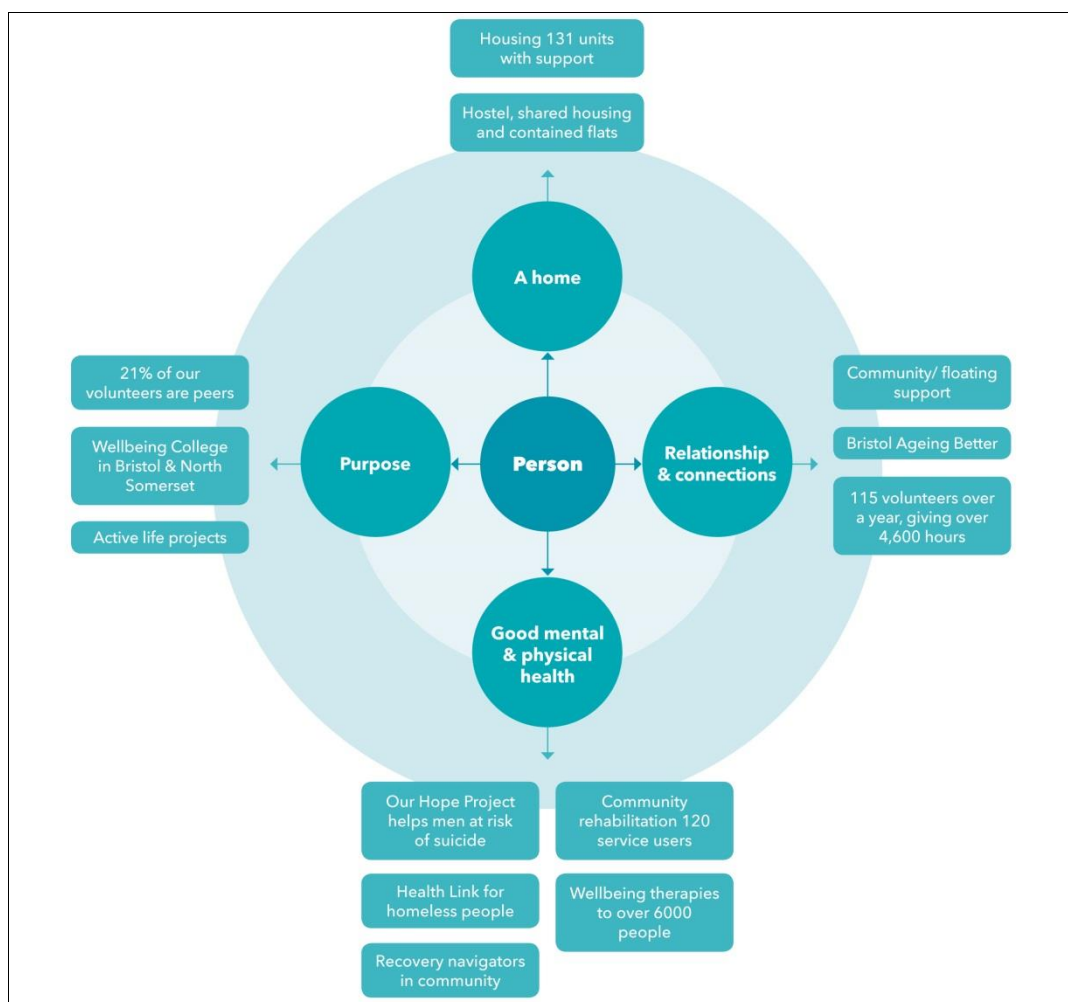 Housing 131 units
with support
Hostel, shared housing
and contained flats
A home
21% of our
volunteers are peers
Wellbeing College
in Bristol & North
Somerset
Active life projects
Purpose
Person
Relationship
& connections
Community/ floating
support
Bristol Ageing Better
115 volunteers over
a year, giving over
4,600 hours
Good mental
& physical
health
Our Hope Project
helps men at risk
of suicide
Community
rehabilitation 120
service users
Health Link for
homeless people
Wellbeing therapies
to over 6000
people
Recovery navigators
in community